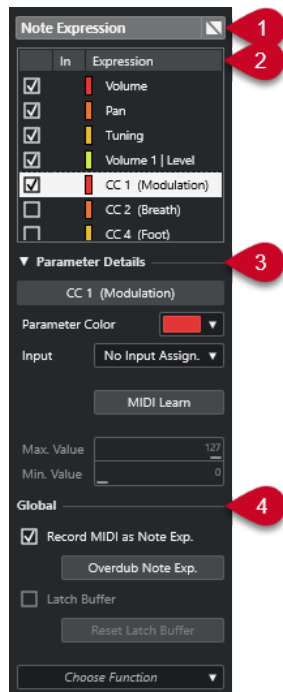 Note Expression
1
In Expression
2
Volume
Pan
Tuning
Volume 1 | Level
CC 1 (Modulation)
CC 2 (Breath)
CC 4 (Foot)
Parameter Details
3
CC 1 (Modulation)
Parameter Color
Input No Input Assign.
MIDI Learn
Max. Value 127
Min. Value 0
Global
4
Record MIDI as Note Exp.
Overdub Note Exp.
Latch Buffer
Reset Latch Buffer
Choose Function